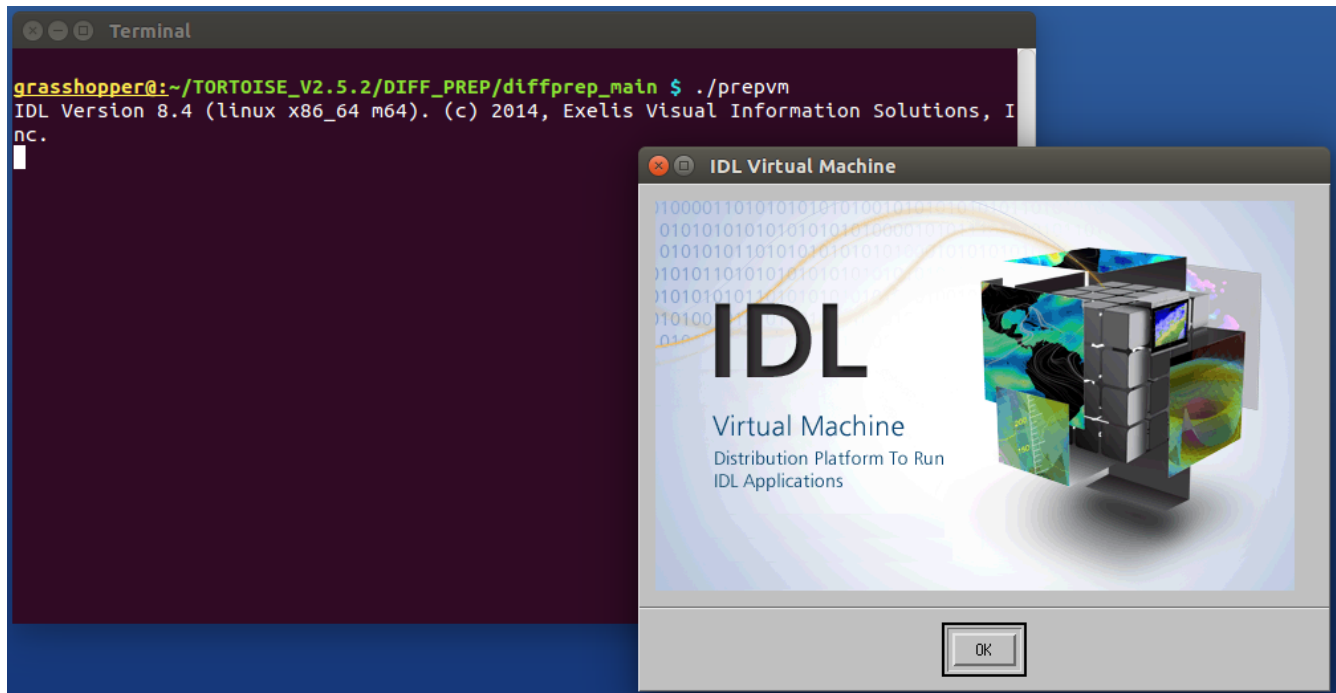 Terminal
grasshopper@:~/TORTOISE_V2.5.2/DIFF_PREP/diffprep_main $ ./prepvm
IDL Version 8.4 (linux x86_64 m64). (c) 2014, Exelis Visual Information Solutions, I
nc.
IDL Virtual Machine
IDL
Virtual Machine
Distribution Platform To Run
IDL Applications
OK